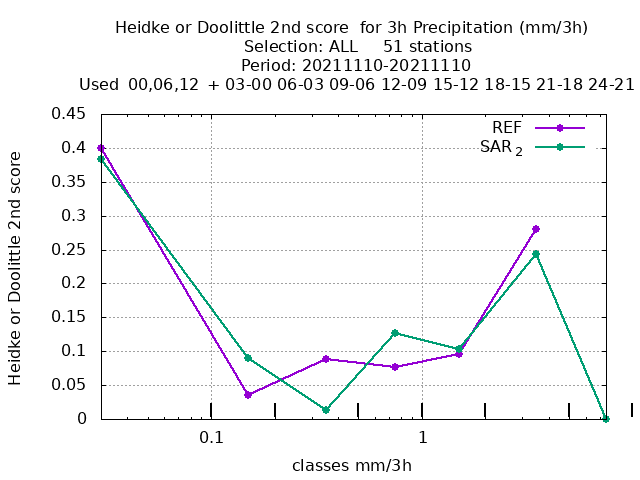 Heidke or Doolittle 2nd score  for 3h Precipitation (mm/3h)
Selection: ALL     51 stations
Period: 20211110-20211110
Used  00,06,12  + 03-00 06-03 09-06 12-09 15-12 18-15 21-18 24-21
Heidke or Doolittle 2nd score
0.45
0.4
0.35
0.3
0.25
0.2
0.15
0.1
0.05
0
REF
SAR 2
0.1
1
classes mm/3h